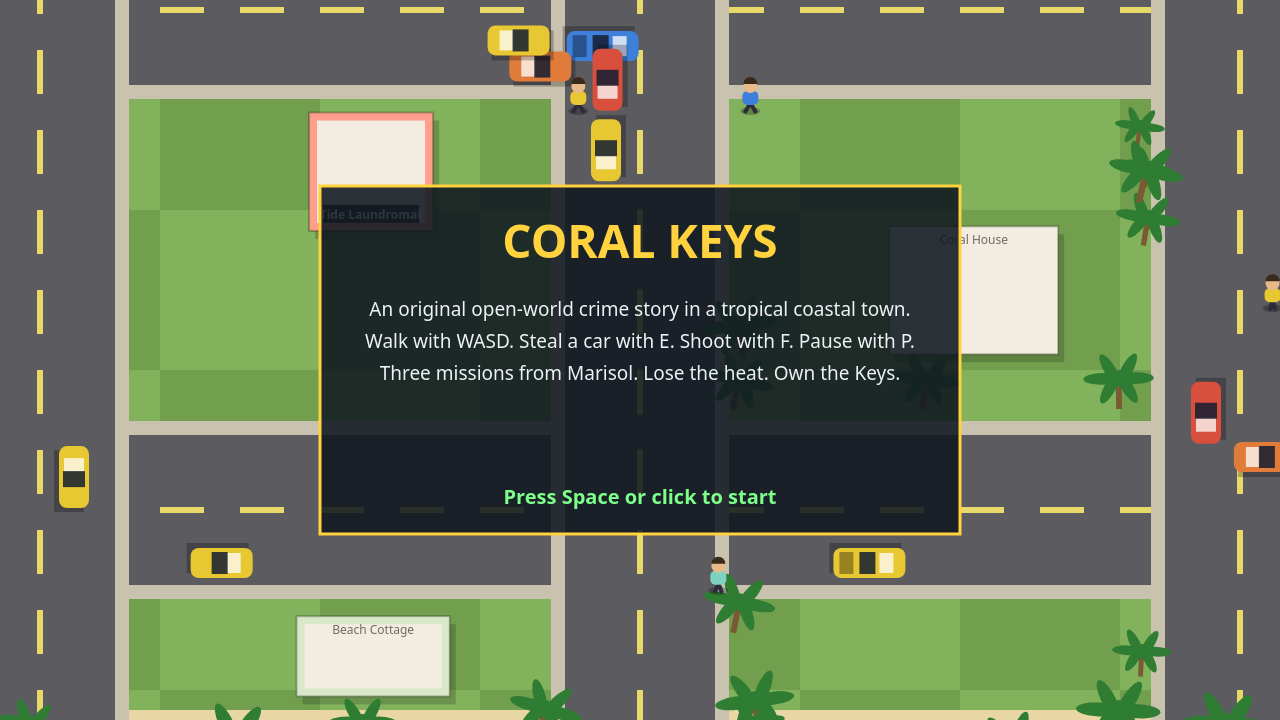 Tide Laundromat
CORAL KEYS
Coral House
An original open-world crime story in a tropical coastal town.
Walk with WASD. Steal a car with E. Shoot with F. Pause with P.
Three missions from Marisol. Lose the heat. Own the Keys.
Press Space or click to start
Beach Cottage